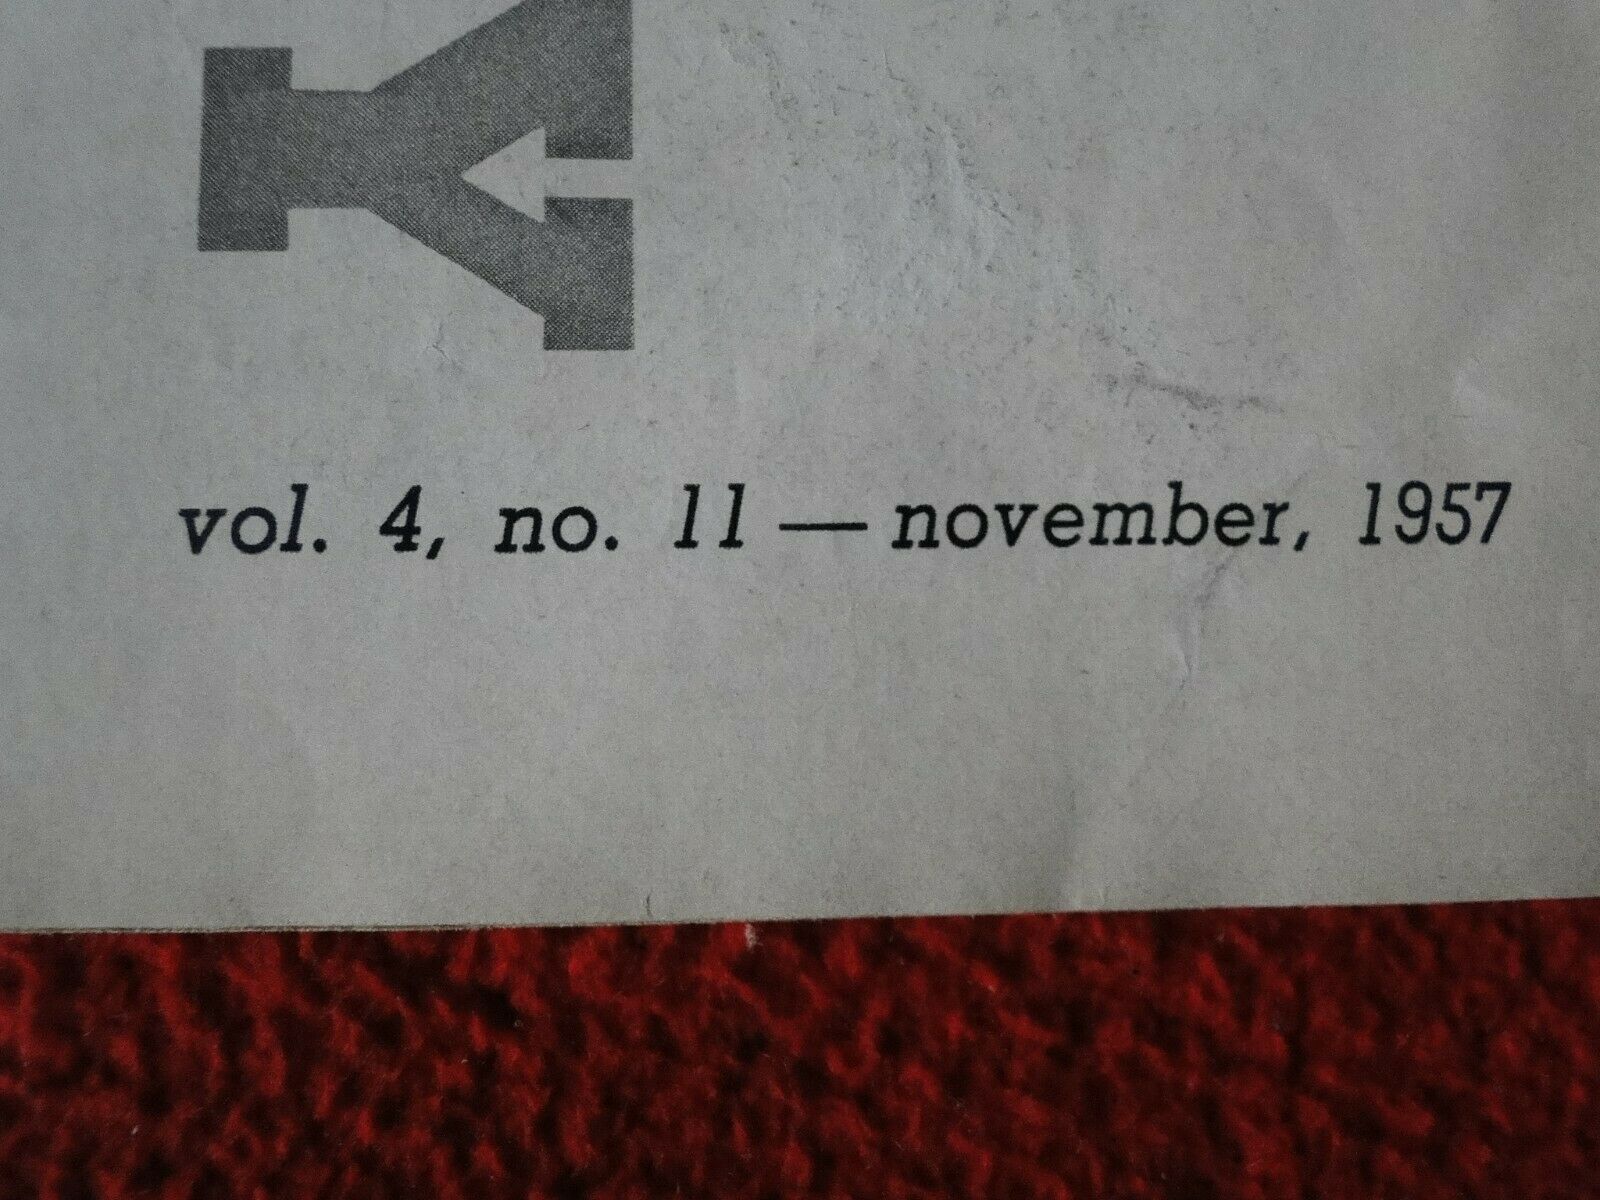 Y
vol. 4, no. 11 — november, 1957